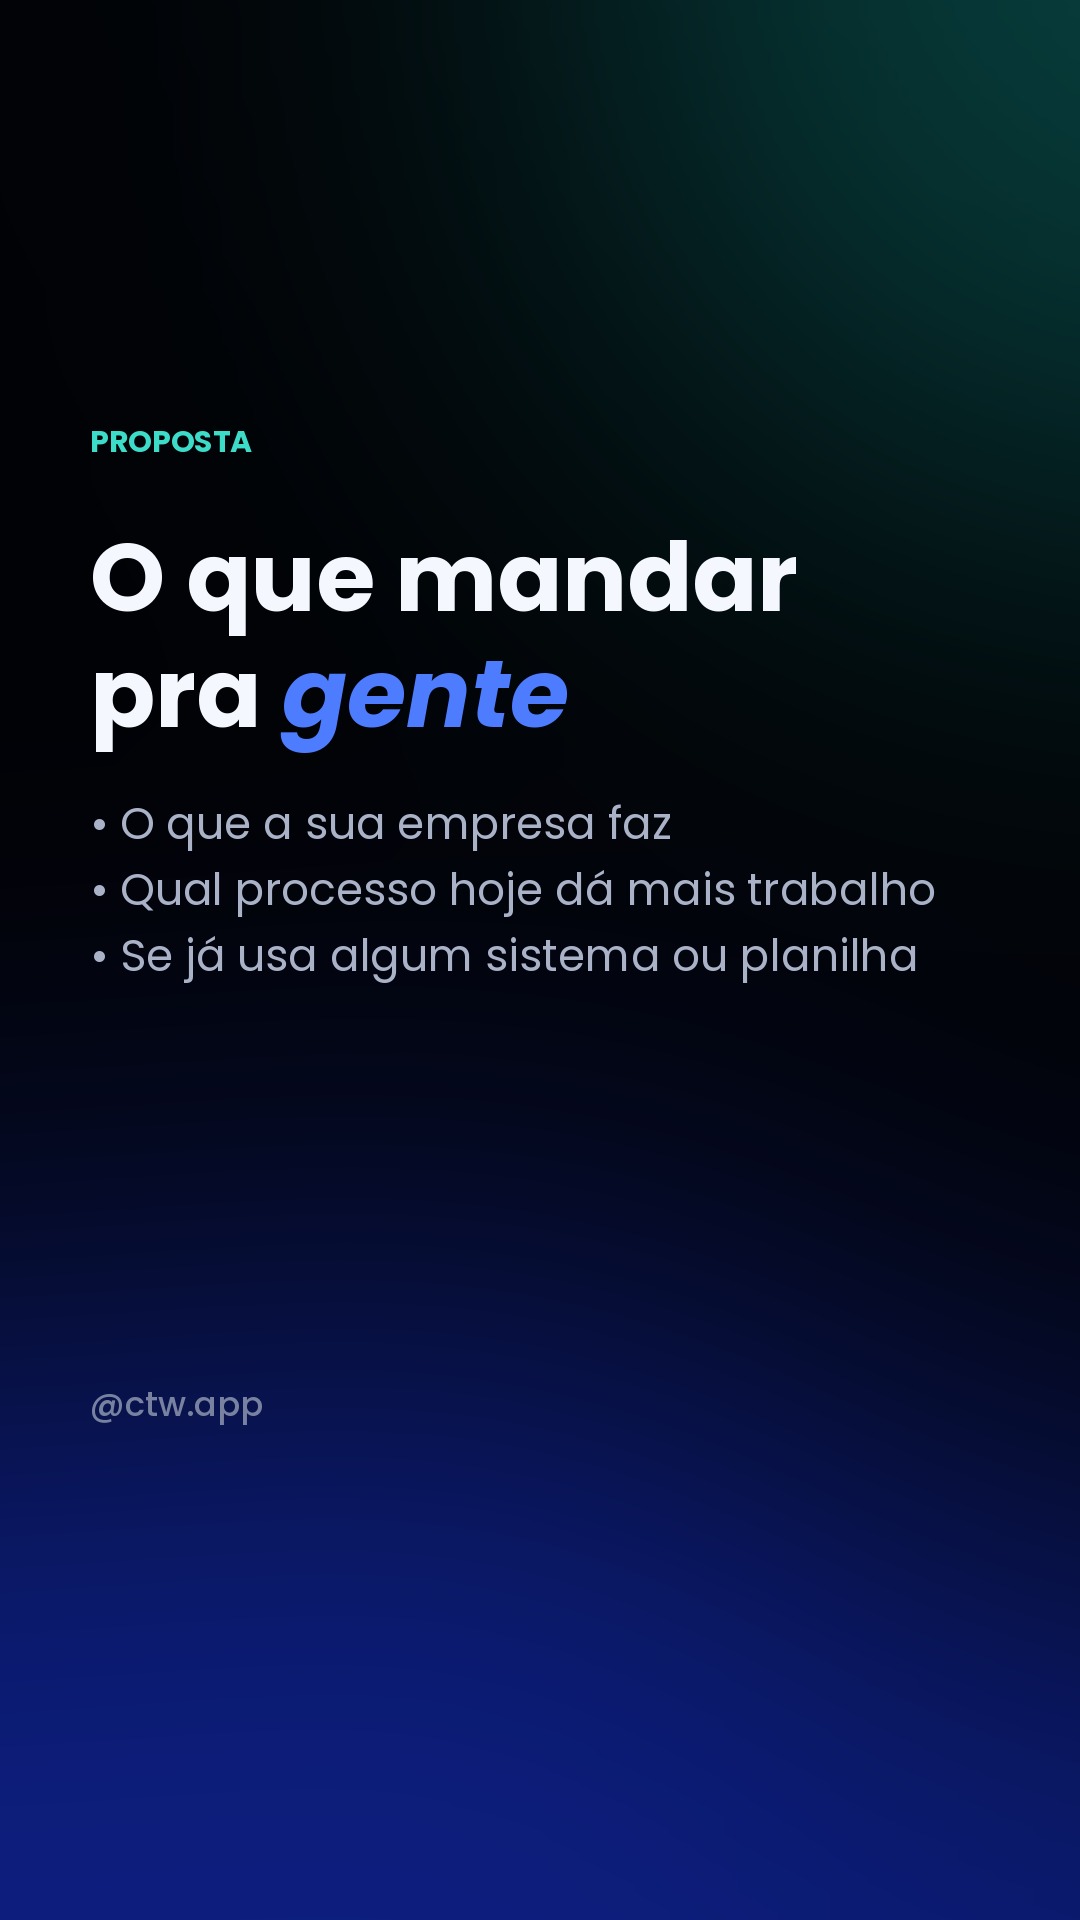 PROPOSTA
O que mandar
pra gente
• O que a sua empresa faz
• Qual processo hoje dá mais trabalho
• Se já usa algum sistema ou planilha
@ctw.app